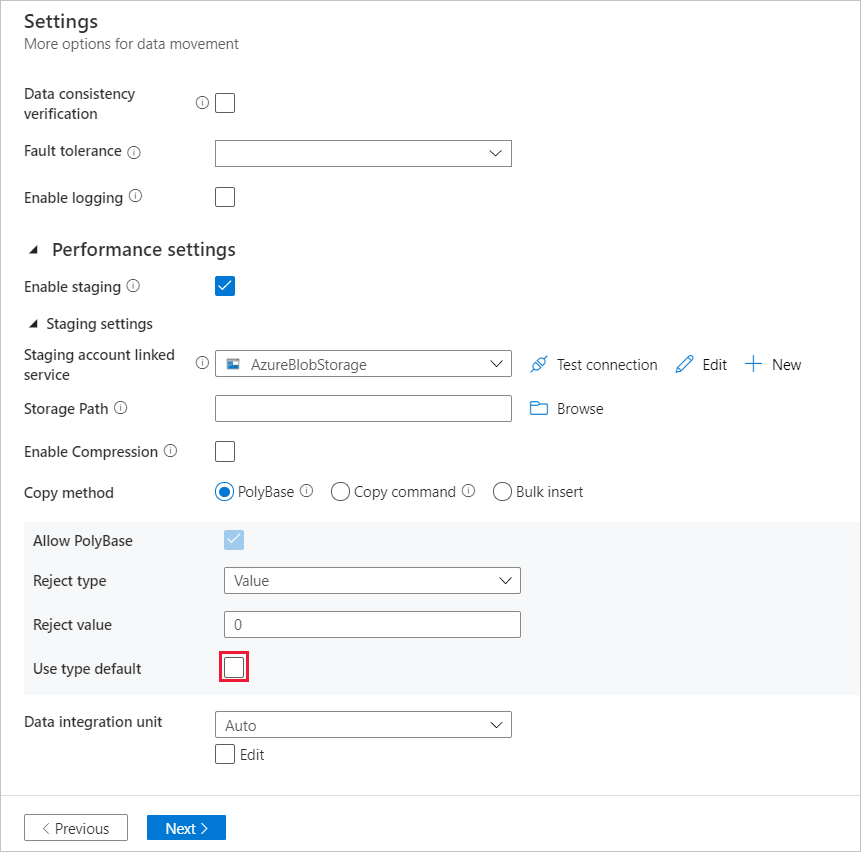 Settings
More options for data movement
Data consistency
verification
Fault tolerance
Enable logging
Performance settings
Enable staging
Staging settings
Staging account linked
service
AzureBlobStorage
Test connection
Edit
New
Storage Path
Browse
Enable Compression
Copy method
PolyBase
Copy command
Bulk insert
Allow PolyBase
Reject type
Value
Reject value
0
Use type default
Data integration unit
Auto
Edit
Previous
Next